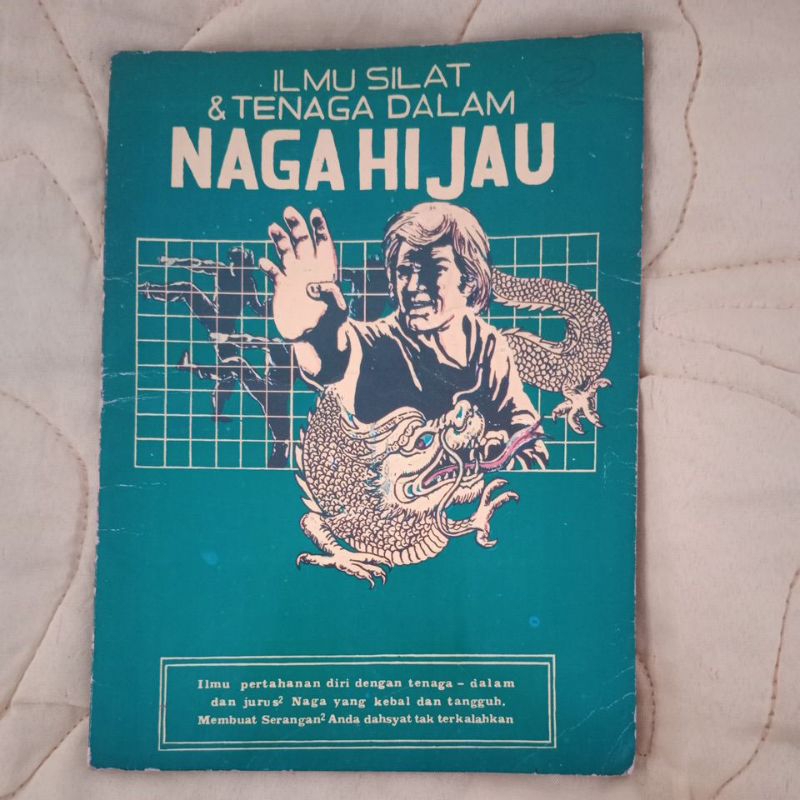 ILMU SILAT
& TENAGA DALAM
NAGA HIJAU
Ilmu pertahanan diri dengan tenaga - dalam
dan jurus² Naga yang kebal dan tangguh.
Membuat Serangan² Anda dahsyat tak terkalahkan